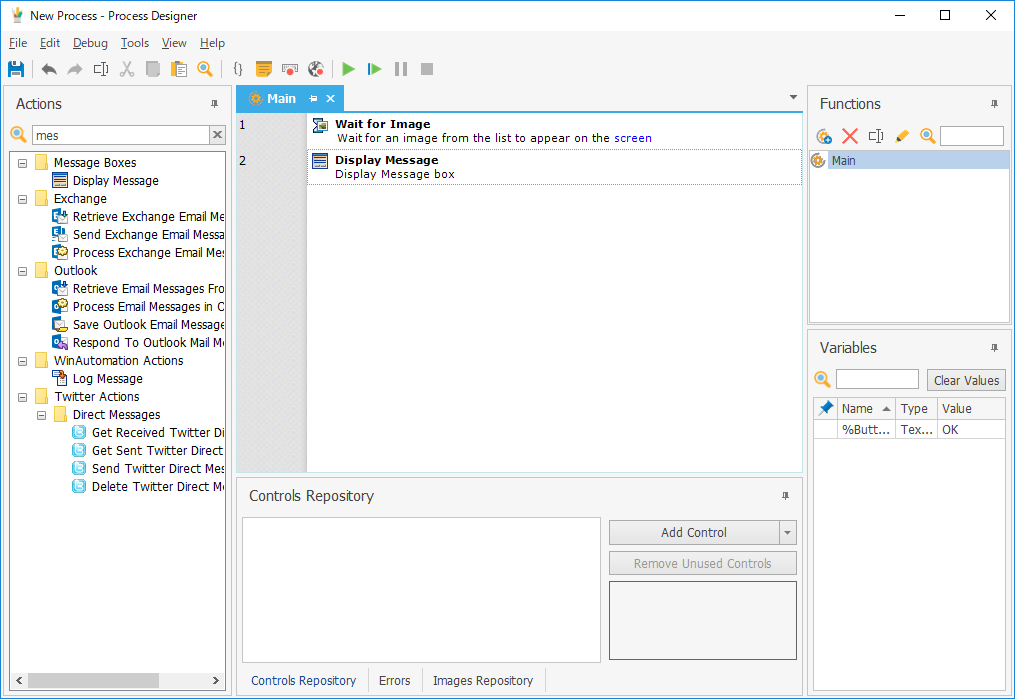 New Process - Process Designer
File Edit Debug Tools View Help
Actions
mes
Message Boxes
Display Message
Exchange
Retrieve Exchange Email Me
Send Exchange Email Messa
Process Exchange Email Mes
Outlook
Retrieve Email Messages Fro
Process Email Messages in O
Save Outlook Email Message
Respond To Outlook Mail M
WinAutomation Actions
Log Message
Twitter Actions
Direct Messages
Get Received Twitter Di
Get Sent Twitter Direct
Send Twitter Direct Mes
Delete Twitter Direct M
Main
1 Wait for Image
Wait for an image from the list to appear on the screen
2 Display Message
Display Message box
Controls Repository
Add Control
Remove Unused Controls
Controls Repository Errors Images Repository
Functions
Main
Variables
Clear Values
Name Type Value
%Butt... Tex... OK